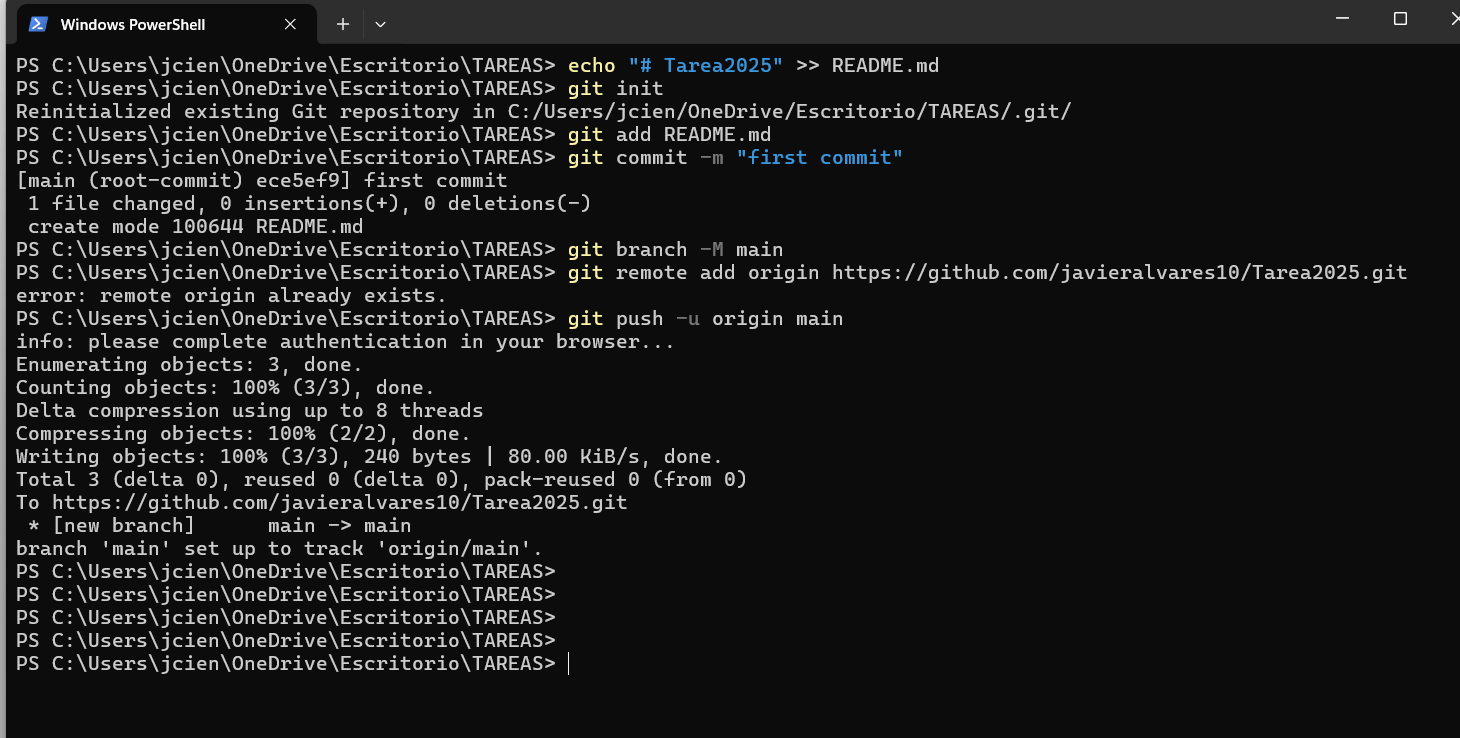 Windows PowerShell
PS C:\Users\jcien\OneDrive\Escritorio\TAREAS> echo "# Tarea2025" >> README.md
PS C:\Users\jcien\OneDrive\Escritorio\TAREAS> git init
Reinitialized existing Git repository in C:/Users/jcien/OneDrive/Escritorio/TAREAS/.git/
PS C:\Users\jcien\OneDrive\Escritorio\TAREAS> git add README.md
PS C:\Users\jcien\OneDrive\Escritorio\TAREAS> git commit -m "first commit"
[main (root-commit) ece5ef9] first commit
 1 file changed, 0 insertions(+), 0 deletions(-)
 create mode 100644 README.md
PS C:\Users\jcien\OneDrive\Escritorio\TAREAS> git branch -M main
PS C:\Users\jcien\OneDrive\Escritorio\TAREAS> git remote add origin https://github.com/javieralvares10/Tarea2025.git
error: remote origin already exists.
PS C:\Users\jcien\OneDrive\Escritorio\TAREAS> git push -u origin main
info: please complete authentication in your browser...
Enumerating objects: 3, done.
Counting objects: 100% (3/3), done.
Delta compression using up to 8 threads
Compressing objects: 100% (2/2), done.
Writing objects: 100% (3/3), 240 bytes | 80.00 KiB/s, done.
Total 3 (delta 0), reused 0 (delta 0), pack-reused 0 (from 0)
To https://github.com/javieralvares10/Tarea2025.git
 * [new branch]      main -> main
branch 'main' set up to track 'origin/main'.
PS C:\Users\jcien\OneDrive\Escritorio\TAREAS>
PS C:\Users\jcien\OneDrive\Escritorio\TAREAS>
PS C:\Users\jcien\OneDrive\Escritorio\TAREAS>
PS C:\Users\jcien\OneDrive\Escritorio\TAREAS>
PS C:\Users\jcien\OneDrive\Escritorio\TAREAS>